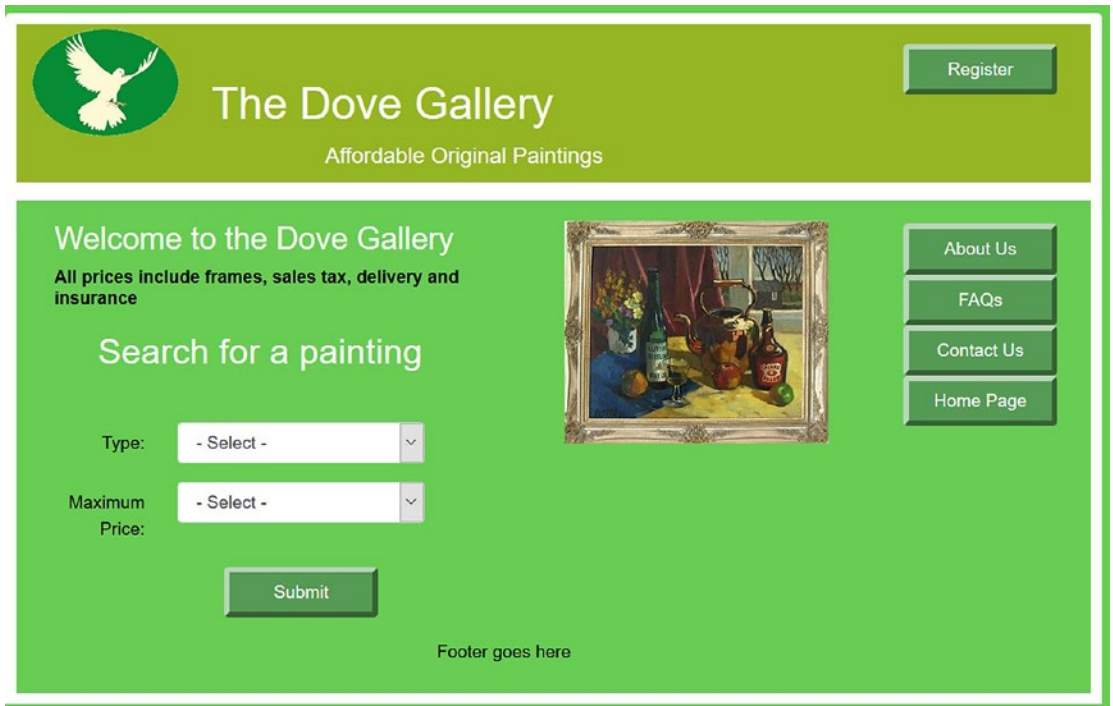 The Dove Gallery
Affordable Original Paintings
Register
Welcome to the Dove Gallery
All prices include frames, sales tax, delivery and
insurance
Search for a painting
Type:
- Select -
Maximum
Price:
- Select -
Submit
About Us
FAQs
Contact Us
Home Page
Footer goes here